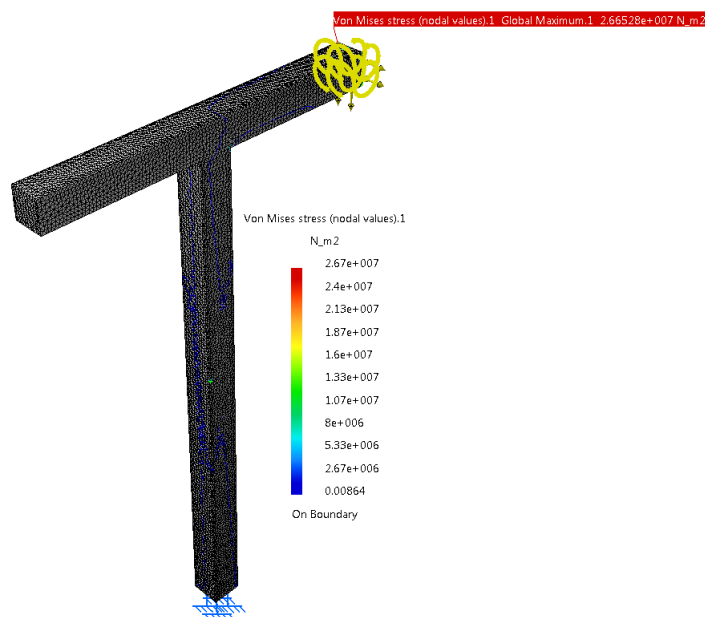 Von Mises stress (nodal values).1 Global Maximum.1 2.66528e+007 N_m2
Von Mises stress (nodal values).1
N_m2
2.67e+007
2.4e+007
2.13e+007
1.87e+007
1.6e+007
1.33e+007
1.07e+007
8e+006
5.33e+006
2.67e+006
0.00864
On Boundary